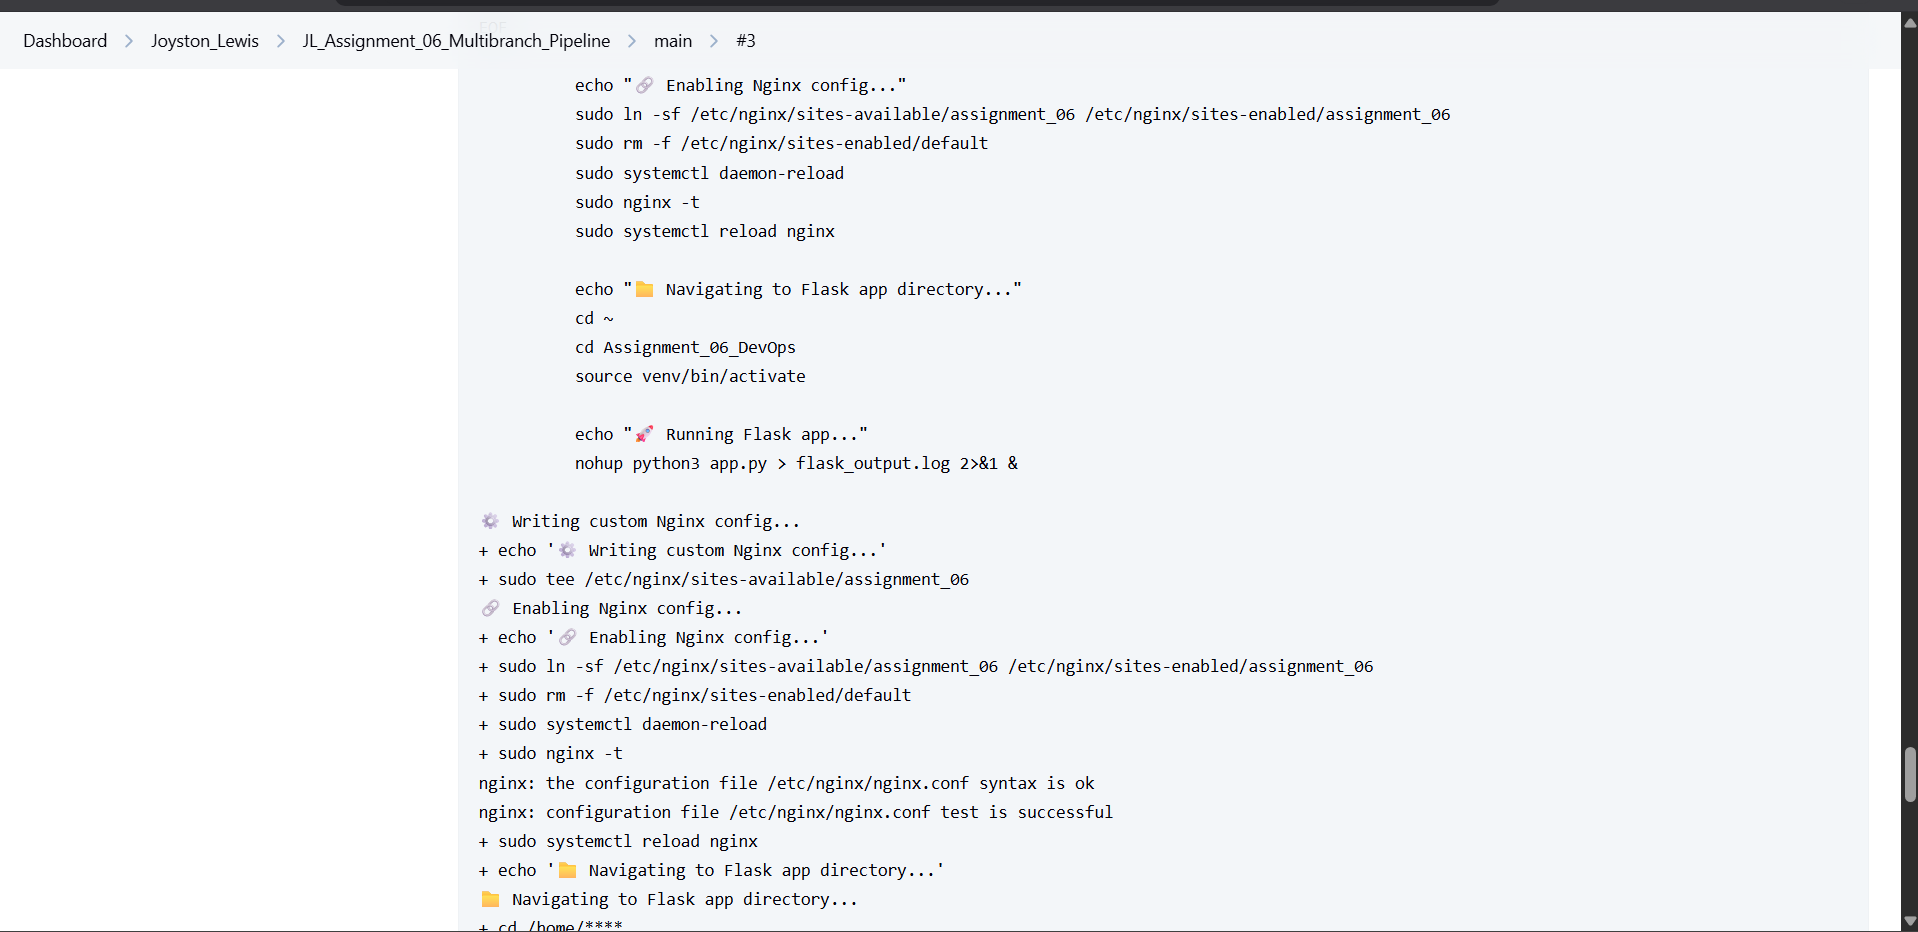 Dashboard > Joyston_Lewis > JL_Assignment_06_Multibranch_Pipeline > main > #3
echo "🔗 Enabling Nginx config..."
sudo ln -sf /etc/nginx/sites-available/assignment_06 /etc/nginx/sites-enabled/assignment_06
sudo rm -f /etc/nginx/sites-enabled/default
sudo systemctl daemon-reload
sudo nginx -t
sudo systemctl reload nginx
echo "📁 Navigating to Flask app directory..."
cd ~
cd Assignment_06_DevOps
source venv/bin/activate
echo "🚀 Running Flask app..."
nohup python3 app.py > flask_output.log 2>&1 &
⚙️ Writing custom Nginx config...
+ echo '⚙️ Writing custom Nginx config...'
+ sudo tee /etc/nginx/sites-available/assignment_06
🔗 Enabling Nginx config...
+ echo '🔗 Enabling Nginx config...'
+ sudo ln -sf /etc/nginx/sites-available/assignment_06 /etc/nginx/sites-enabled/assignment_06
+ sudo rm -f /etc/nginx/sites-enabled/default
+ sudo systemctl daemon-reload
+ sudo nginx -t
nginx: the configuration file /etc/nginx/nginx.conf syntax is ok
nginx: configuration file /etc/nginx/nginx.conf test is successful
+ sudo systemctl reload nginx
+ echo '📁 Navigating to Flask app directory...'
📁 Navigating to Flask app directory...
+ cd /home/****